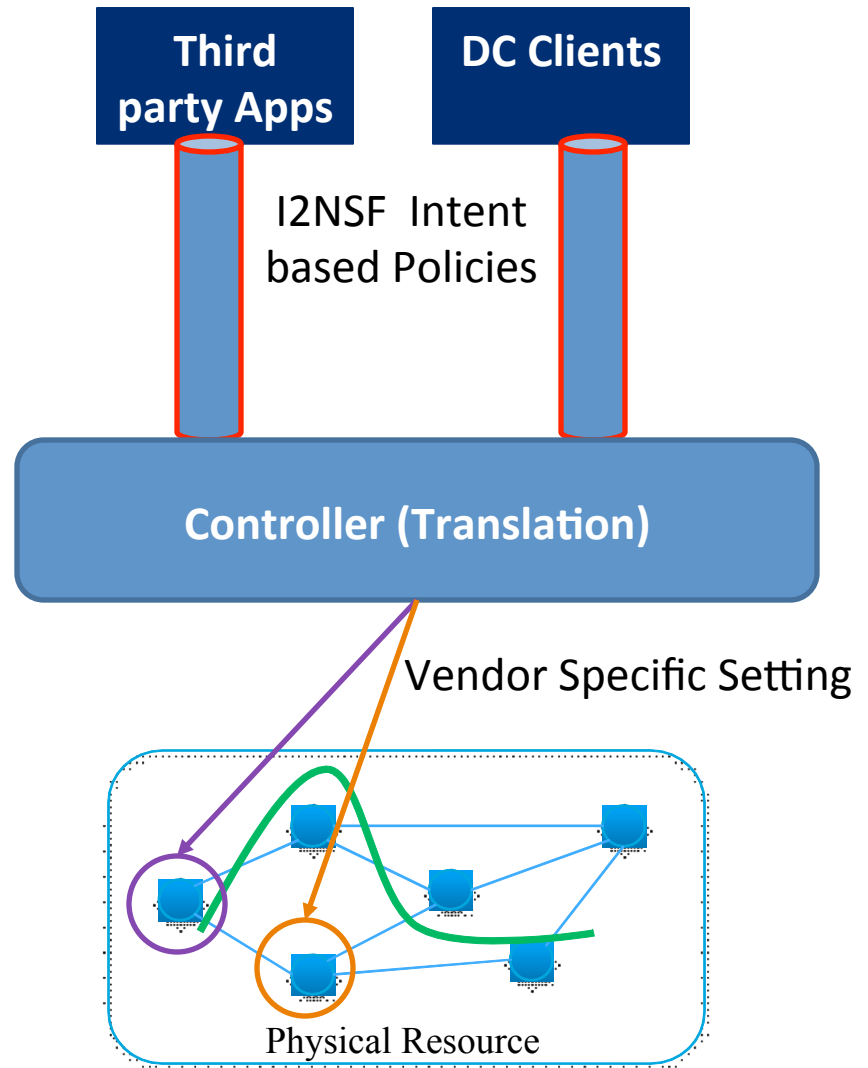 Third
party Apps
DC Clients
I2NSF Intent
based Policies
Controller (Translation)
Vendor Specific Setting
Physical Resource